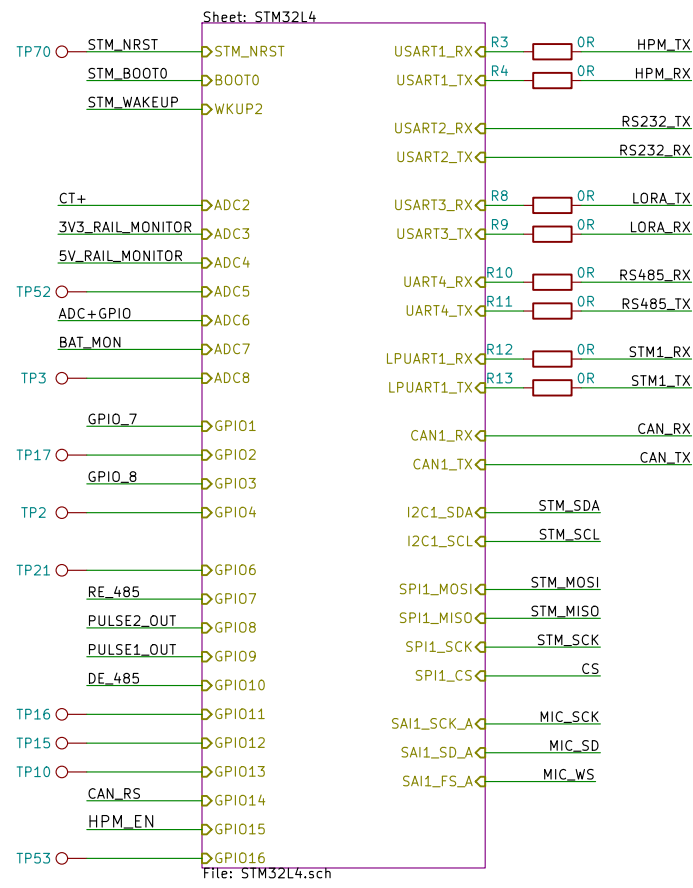 Sheet: STM32L4
TP70 STM_NRST STM_NRST USART1_RX R3 0R HPM_TX
STM_BOOT0 BOOT0 USART1_TX R4 0R HPM_RX
STM_WAKEUP WKUP2
USART2_RX RS232_TX
USART2_TX RS232_RX
CT+ ADC2 USART3_RX R8 0R LORA_TX
3V3_RAIL_MONITOR ADC3 USART3_TX R9 0R LORA_RX
5V_RAIL_MONITOR ADC4
TP52 ADC5 UART4_RX R10 0R RS485_RX
ADC+GPIO ADC6 UART4_TX R11 0R RS485_TX
BAT_MON ADC7 LPUART1_RX R12 0R STM1_RX
TP3 ADC8 LPUART1_TX R13 0R STM1_TX
GPIO_7 GPIO1 CAN1_RX CAN_RX
TP17 GPIO2 CAN1_TX CAN_TX
GPIO_8 GPIO3
TP2 GPIO4 I2C1_SDA STM_SDA
I2C1_SCL STM_SCL
TP21 GPIO6
RE_485 GPIO7 SPI1_MOSI STM_MOSI
PULSE2_OUT GPIO8 SPI1_MISO STM_MISO
PULSE1_OUT GPIO9 SPI1_SCK STM_SCK
DE_485 GPIO10 SPI1_CS CS
TP16 GPIO11 SAI1_SCK_A MIC_SCK
TP15 GPIO12 SAI1_SD_A MIC_SD
TP10 GPIO13 SAI1_FS_A MIC_WS
CAN_RS GPIO14
HPM_EN GPIO15
TP53 GPIO16
File: STM32L4.sch